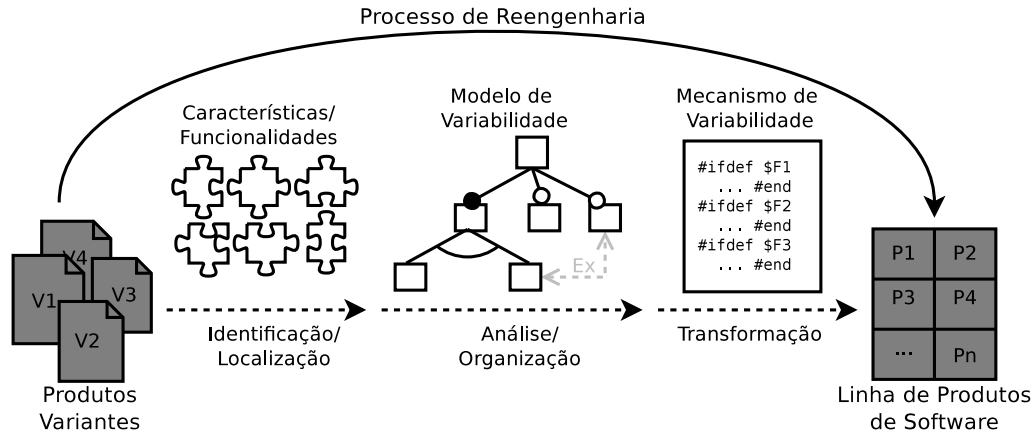 Processo de Reengenharia
Características/
Funcionalidades
Modelo de
Variabilidade
Mecanismo de
Variabilidade
#ifdef $F1
... #end
#ifdef $F2
... #end
#ifdef $F3
... #end
Ex
V4
V1
V3
V2
P1 P2
P3 P4
... Pn
Identificação/
Localização
Análise/
Organização
Transformação
Produtos
Variantes
Linha de Produtos
de Software